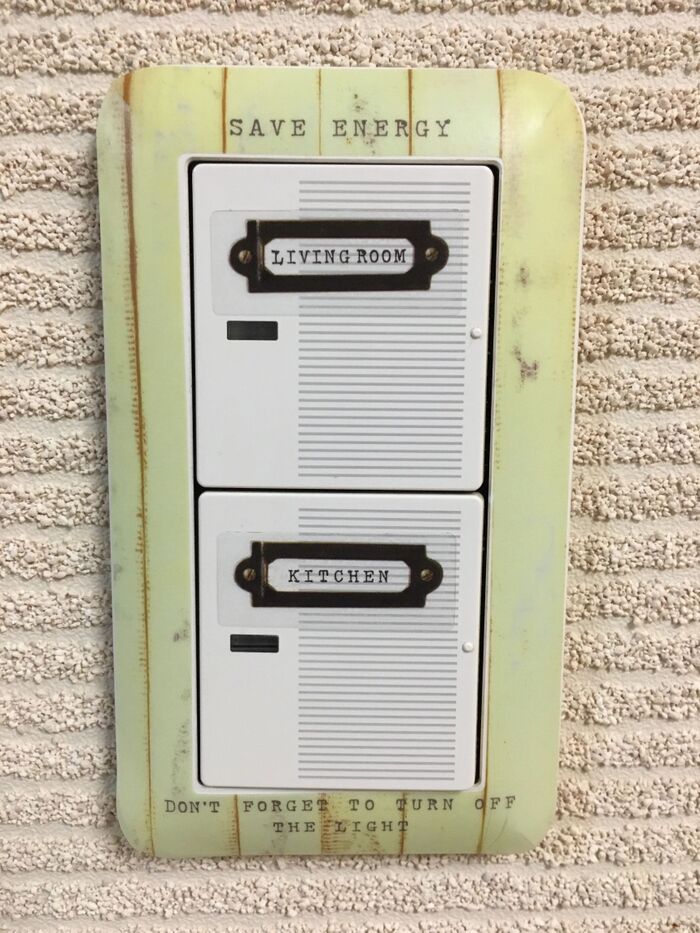 SAVE ENERGY
LIVING ROOM
KITCHEN
DON'T FORGET TO TURN OFF
THE LIGHT